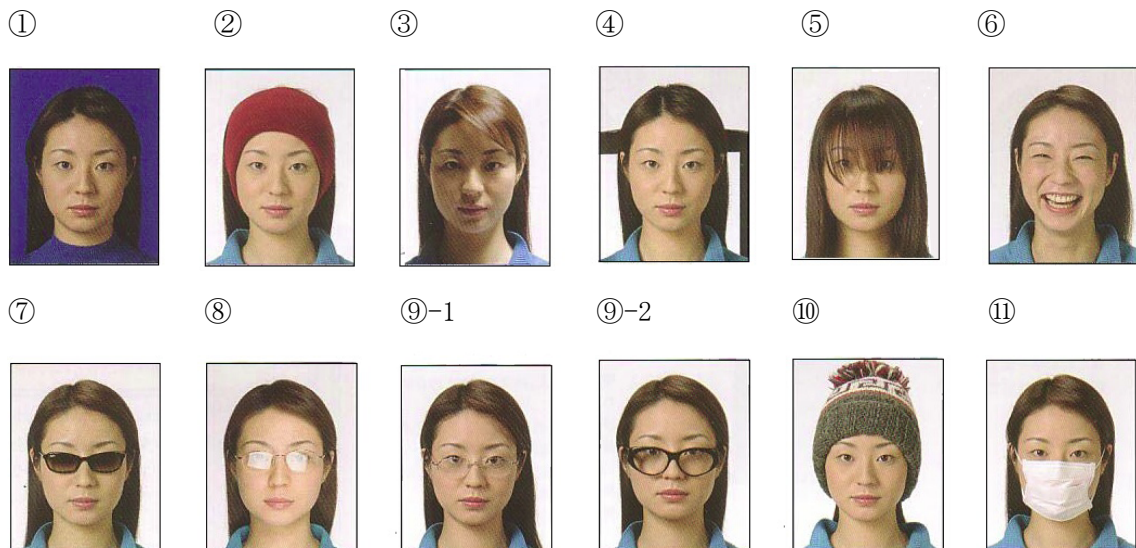 ① ② ③ ④ ⑤ ⑥
⑦ ⑧ ⑨-1 ⑨-2 ⑩ ⑪